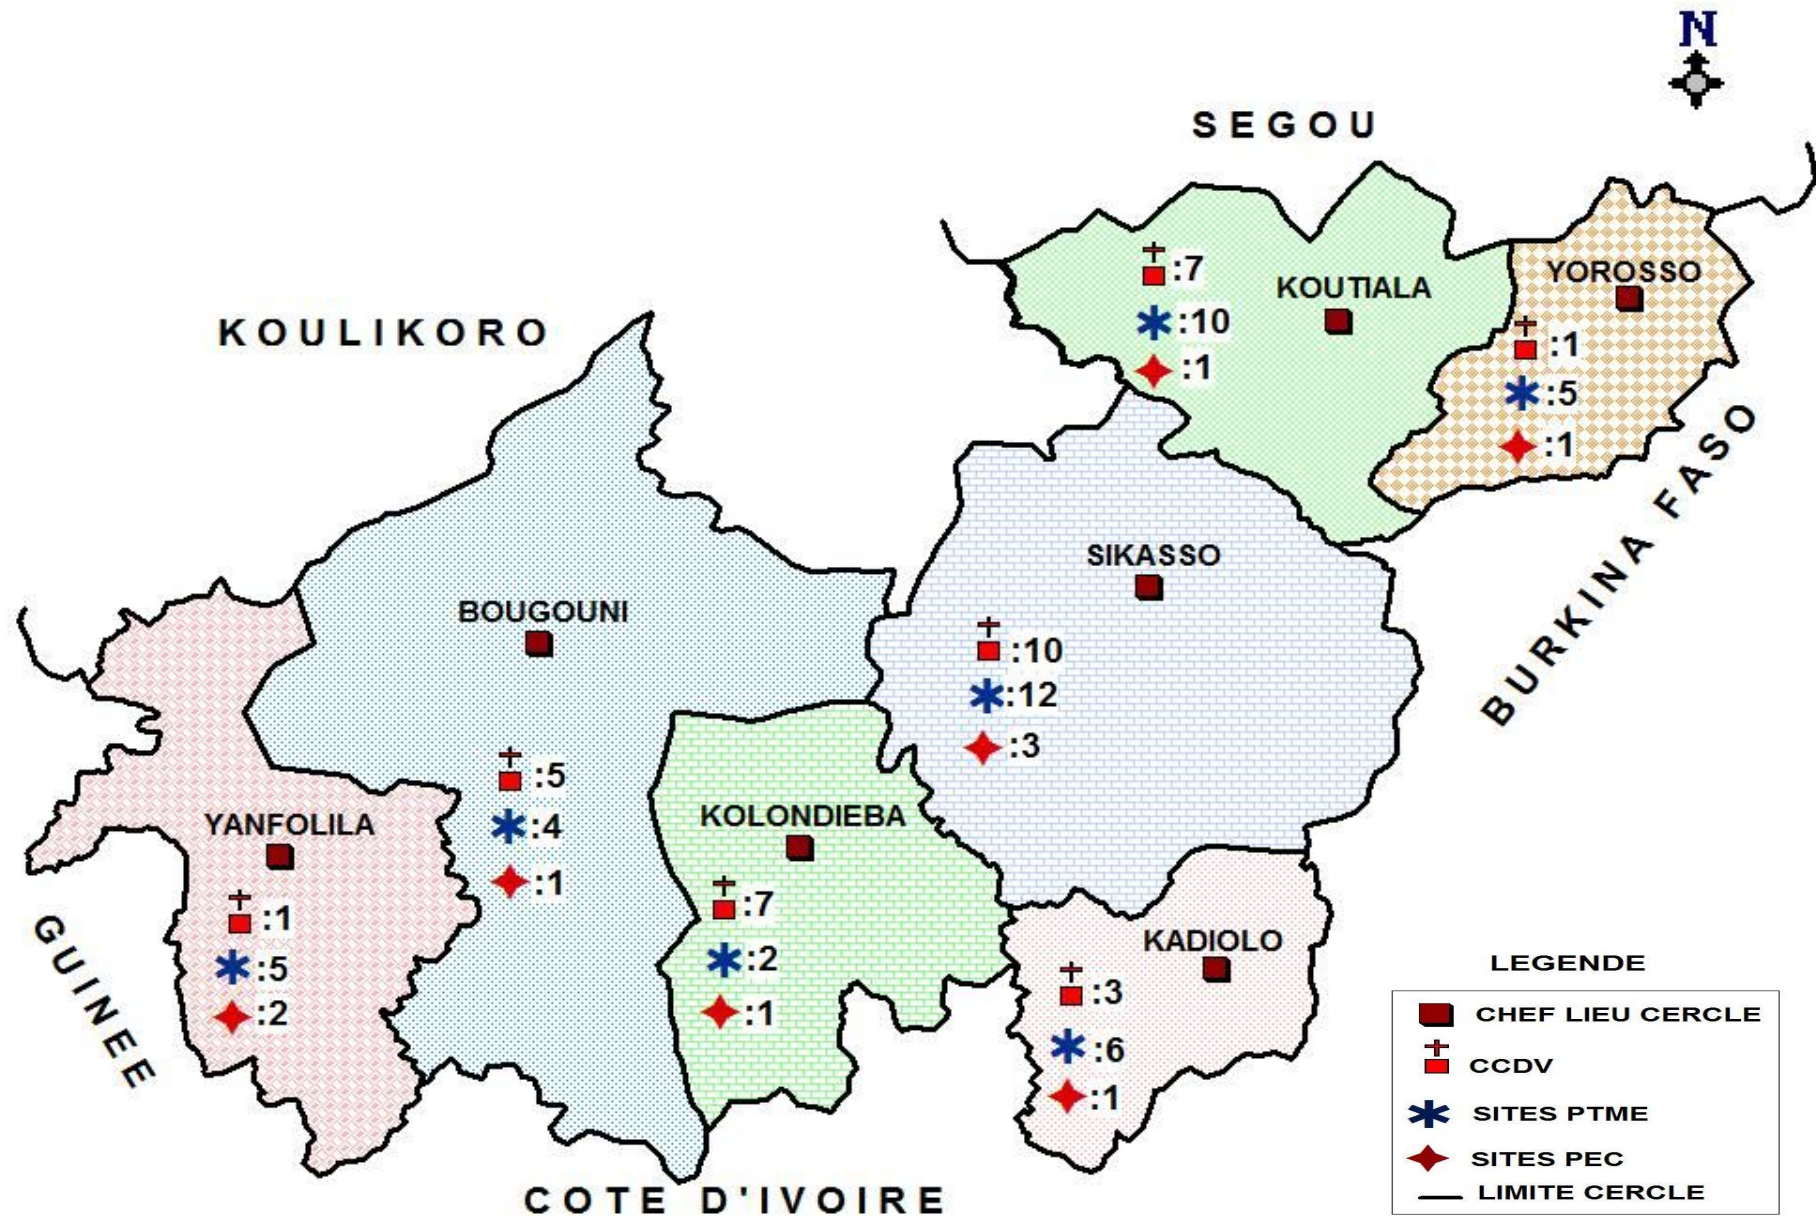 N
SEGOU
KOULIKORO
KOUTIALA
:7
:10
:1
YOROSSO
:1
:5
:1
BURKINA FASO
SIKASSO
:10
:12
:3
BOUGOUNI
:5
:4
:1
KOLONDIEBA
:7
:2
:1
YANFOLILA
:1
:5
:2
GUINEE
KADIOLO
:3
:6
:1
COTE D'IVOIRE
LEGENDE
CHEF LIEU CERCLE
CCDV
SITES PTME
SITES PEC
LIMITE CERCLE